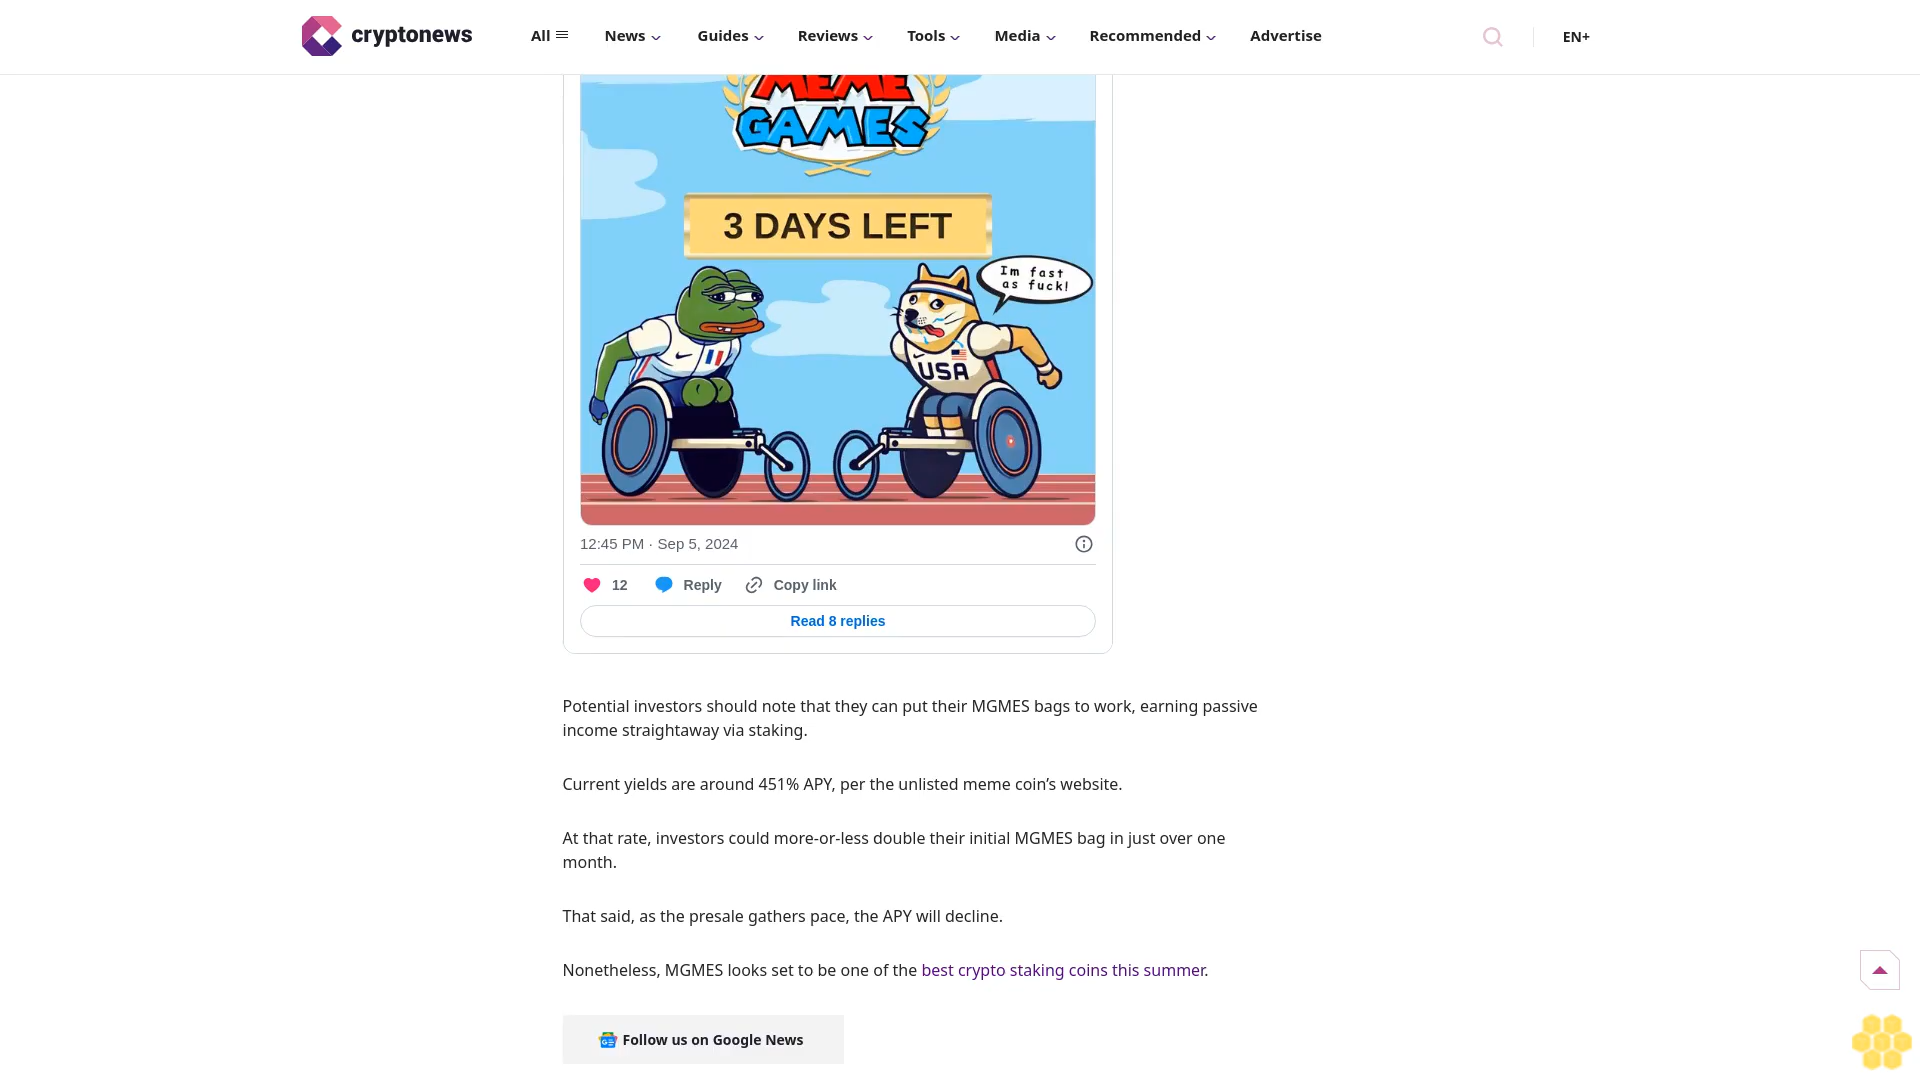 cryptonews
All
News
Guides
Reviews
Tools
Media
Recommended
Advertise
EN+
MEME
GAMES
3 DAYS LEFT
Im fast
as fuck!
USA
12:45 PM · Sep 5, 2024
12
Reply
Copy link
Read 8 replies
Potential investors should note that they can put their MGMES bags to work, earning passive
income straightaway via staking.
Current yields are around 451% APY, per the unlisted meme coin’s website.
At that rate, investors could more-or-less double their initial MGMES bag in just over one
month.
That said, as the presale gathers pace, the APY will decline.
Nonetheless, MGMES looks set to be one of the best crypto staking coins this summer.
Follow us on Google News